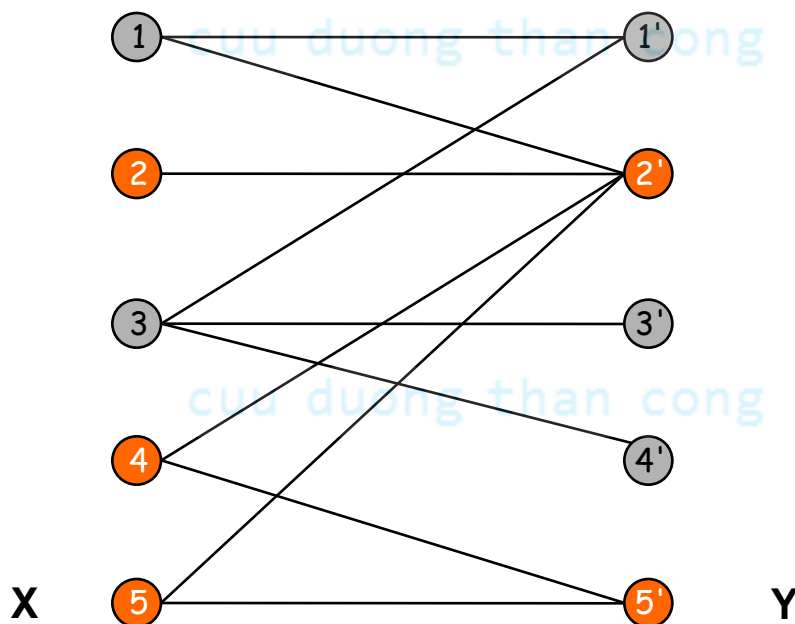 1 cuu duong than cong 1'
2 2'
3 3'
cuu duong than cong
4 4'
X 5 5' Y